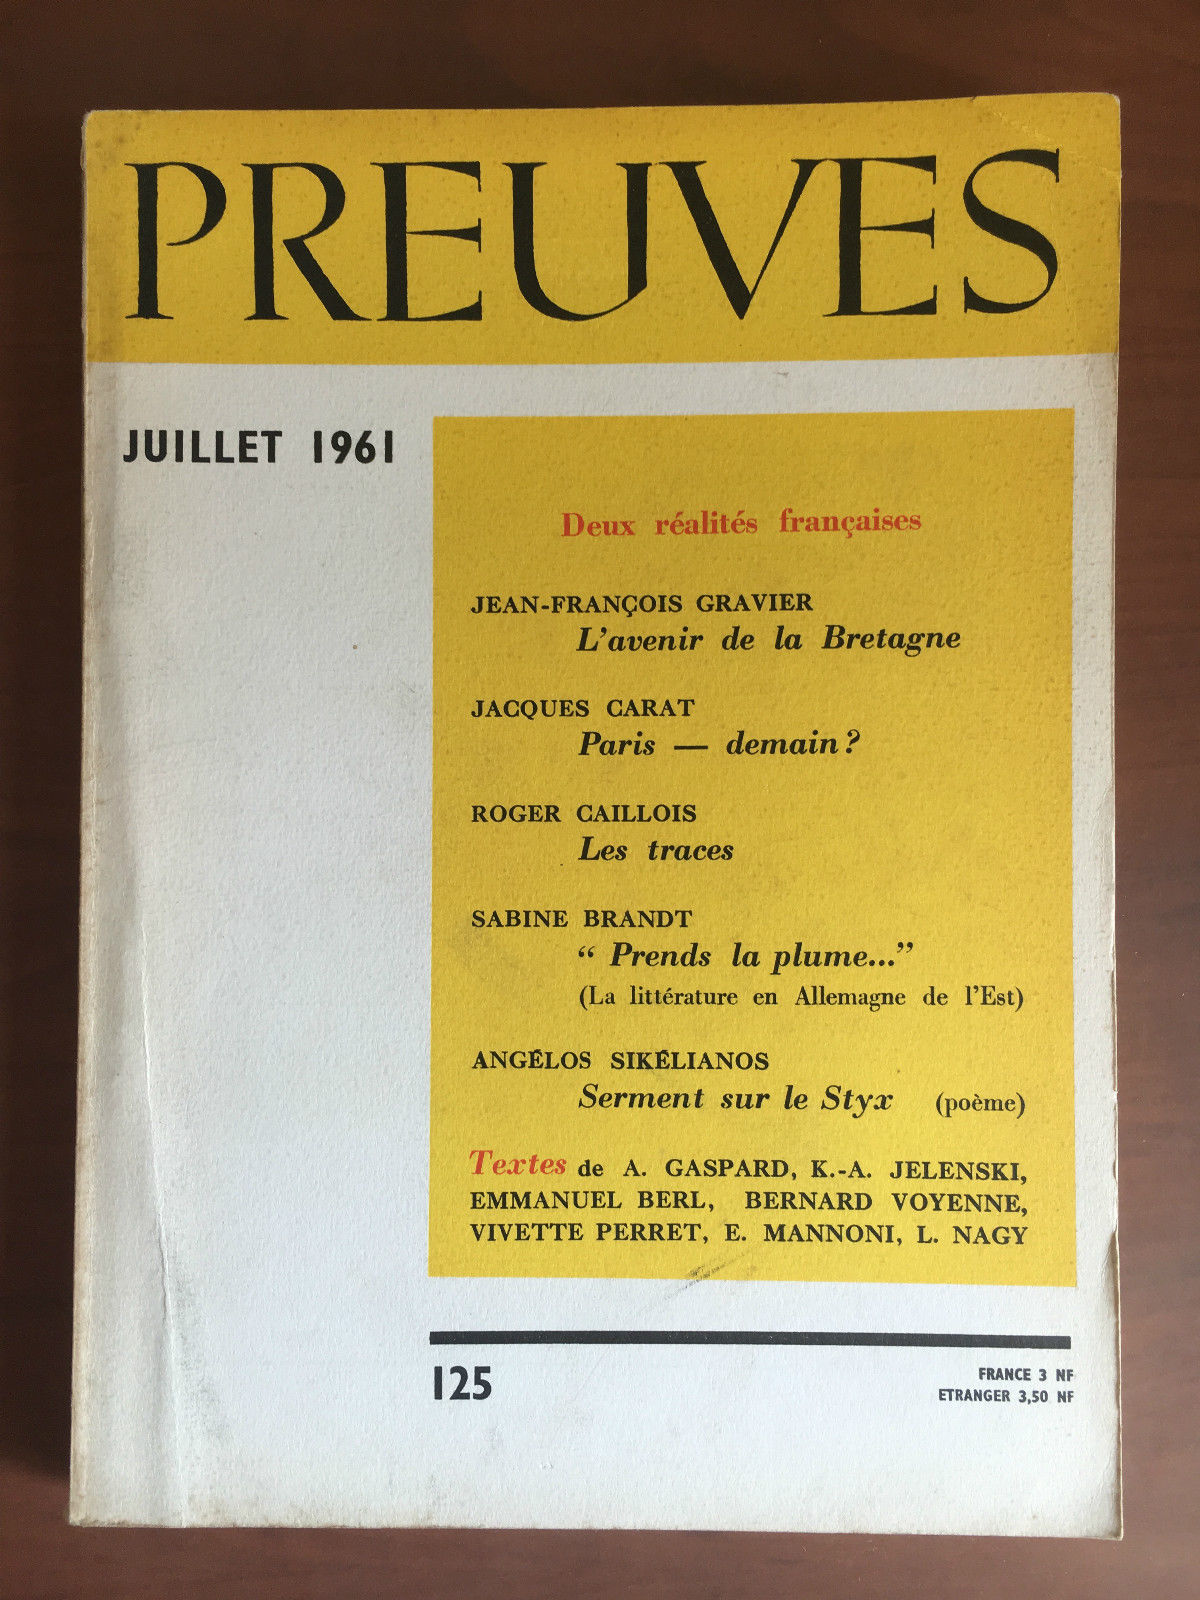 PREUVES
JUILLET 1961
Deux réalités françaises
JEAN-FRANÇOIS GRAVIER
L'avenir de la Bretagne
JACQUES CARAT
Paris — demain?
ROGER CAILLOIS
Les traces
SABINE BRANDT
“ Prends la plume...”
(La littérature en Allemagne de l'Est)
ANGÉLOS SIKÉLIANOS
Serment sur le Styx (poème)
Textes de A. GASPARD, K.-A. JELENSKI,
EMMANUEL BERL, BERNARD VOYENNE,
VIVETTE PERRET, E. MANNONI, L. NAGY
125
FRANCE 3 NF
ETRANGER 3,50 NF